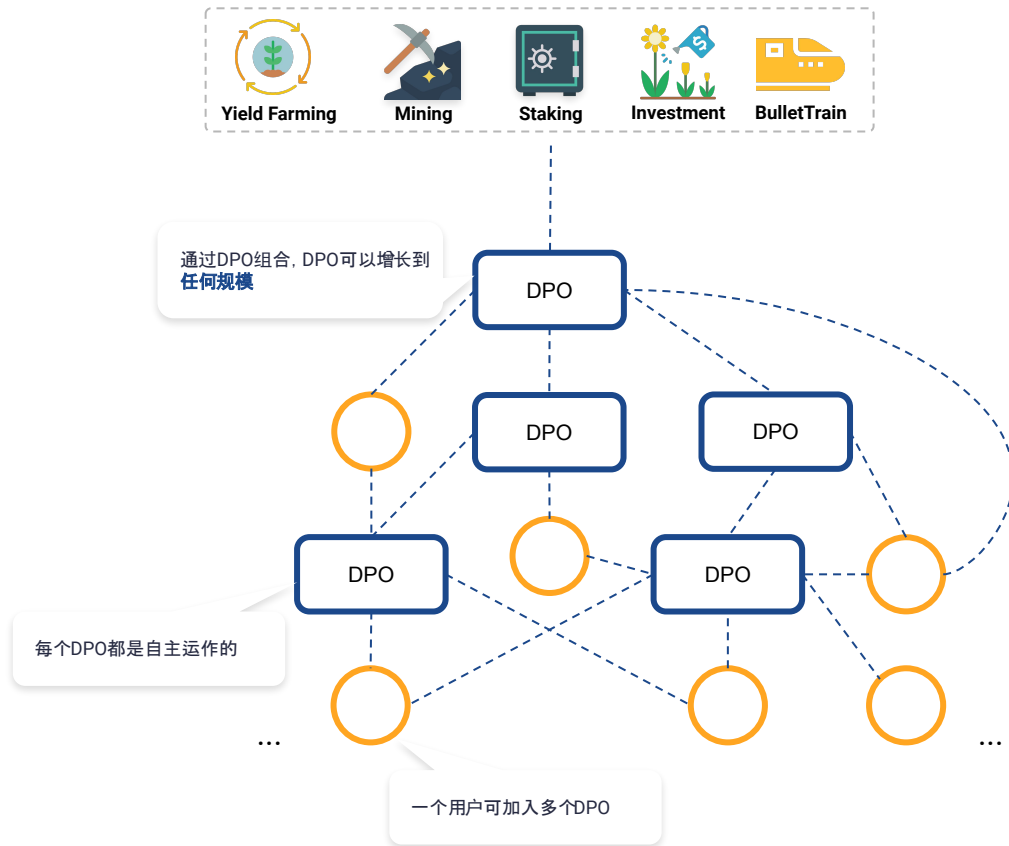 Yield Farming
Mining
Staking
Investment
BulletTrain
通过DPO组合, DPO可以增长到
任何规模
DPO
DPO
DPO
DPO
DPO
每个DPO都是自主运作的
...
...
一个用户可加入多个DPO